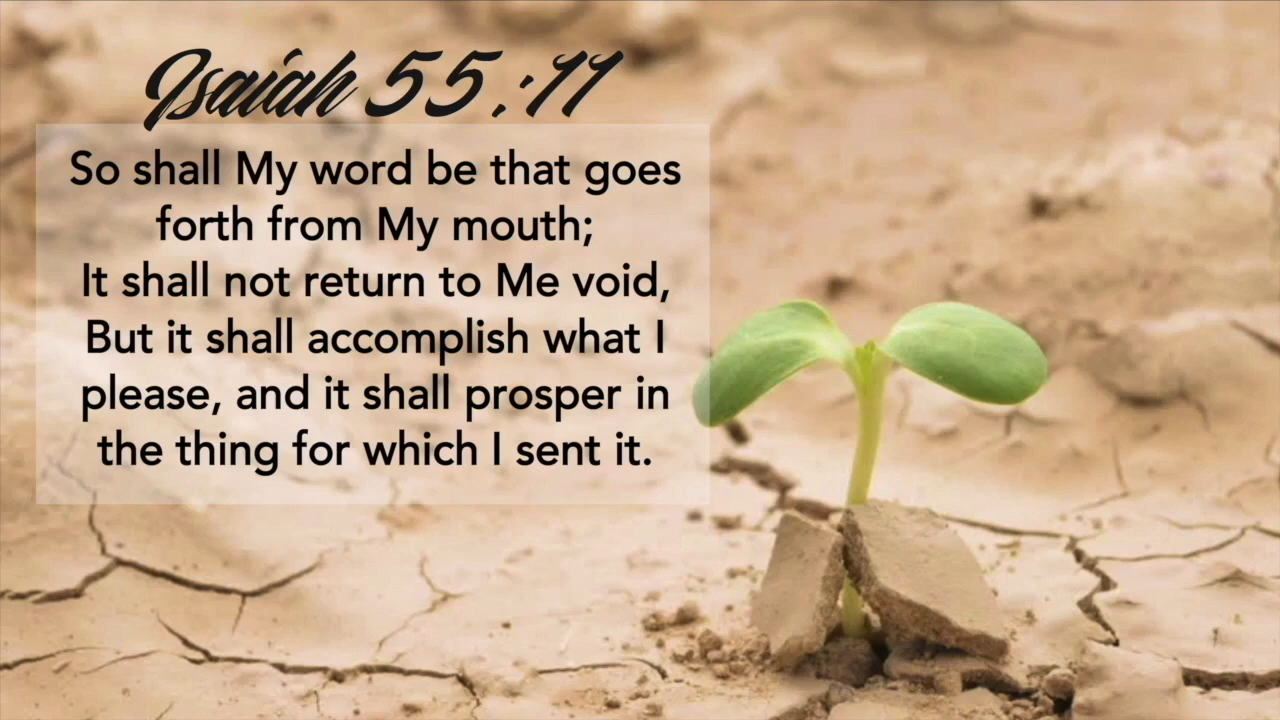 Isaiah 55:11
So shall My word be that goes
forth from My mouth;
It shall not return to Me void,
But it shall accomplish what I
please, and it shall prosper in
the thing for which I sent it.